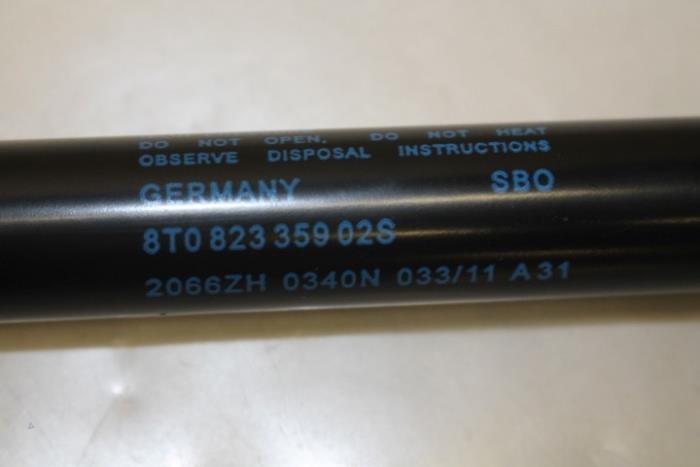 DO NOT OPEN. DO NOT HEAT
OBSERVE DISPOSAL INSTRUCTIONS
GERMANY SBO
8T0 823 359 02S
2066ZH 0340N 033/11 A31